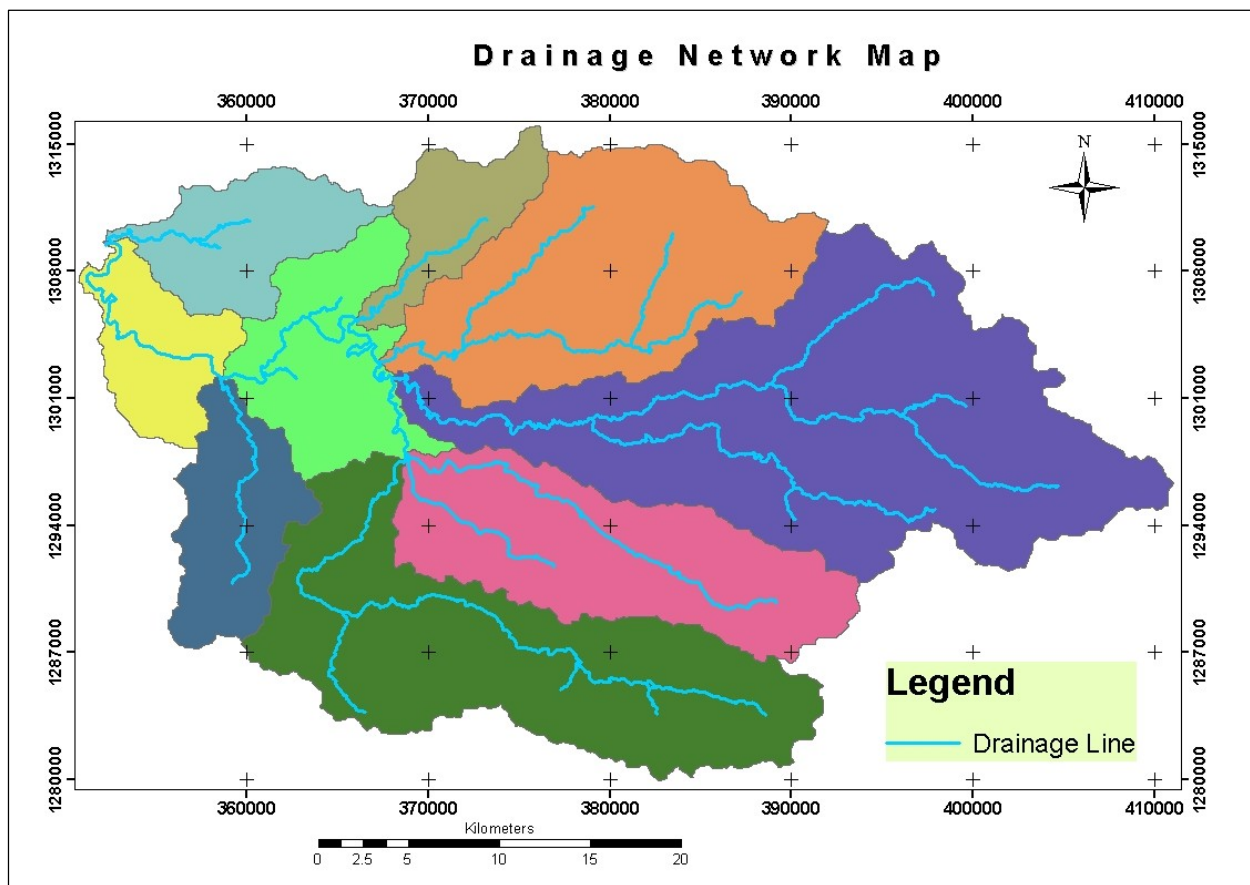 Drainage Network Map
360000 370000 380000 390000 400000 410000
N
1315000 1315000
1308000 1308000
1301000 1301000
1294000 1294000
1287000 1287000
1280000 1280000
Legend
Drainage Line
360000 370000 380000 390000 400000 410000
Kilometers
0 2.5 5 10 15 20